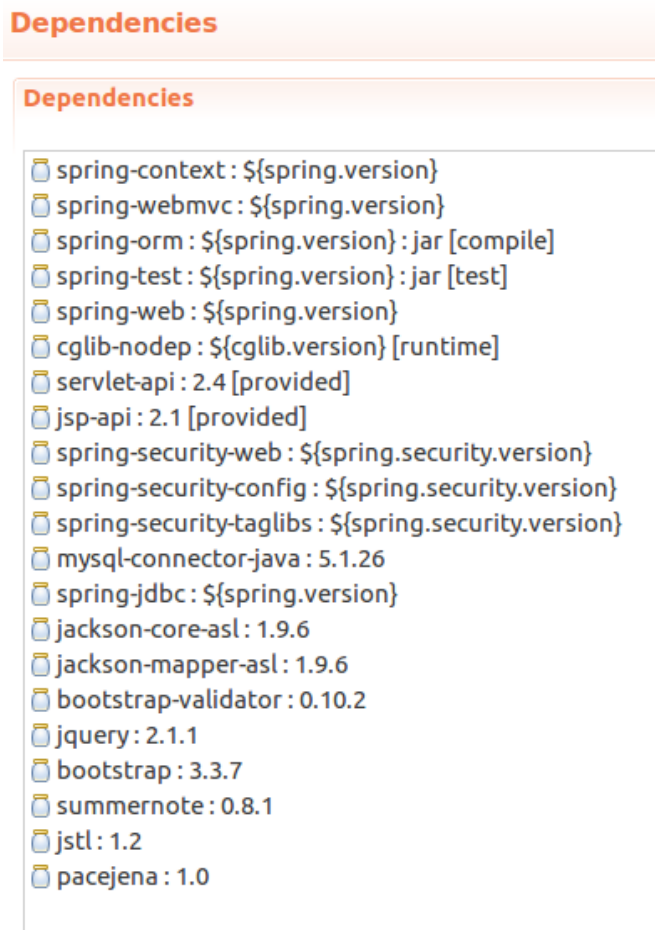 Dependencies
Dependencies
spring-context : ${spring.version}
spring-webmvc : ${spring.version}
spring-orm : ${spring.version} : jar [compile]
spring-test : ${spring.version} : jar [test]
spring-web : ${spring.version}
cglib-nodep : ${cglib.version} [runtime]
servlet-api : 2.4 [provided]
jsp-api : 2.1 [provided]
spring-security-web : ${spring.security.version}
spring-security-config : ${spring.security.version}
spring-security-taglibs : ${spring.security.version}
mysql-connector-java : 5.1.26
spring-jdbc : ${spring.version}
jackson-core-asl : 1.9.6
jackson-mapper-asl : 1.9.6
bootstrap-validator : 0.10.2
jquery : 2.1.1
bootstrap : 3.3.7
summernote : 0.8.1
jstl : 1.2
pacejena : 1.0